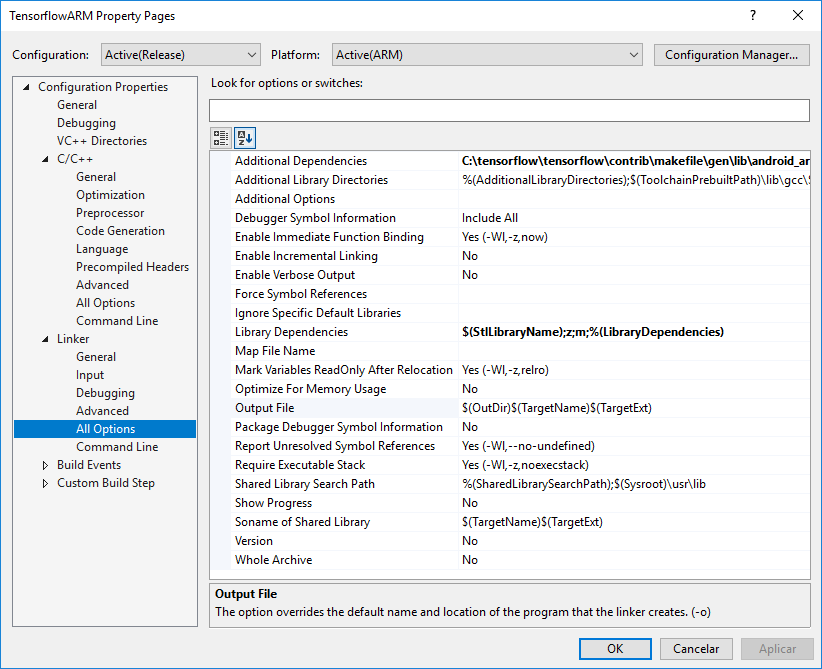 TensorflowARM Property Pages
?
Configuration: Active(Release) Platform: Active(ARM) Configuration Manager...
Configuration Properties
General
Debugging
VC++ Directories
C/C++
General
Optimization
Preprocessor
Code Generation
Language
Precompiled Headers
Advanced
All Options
Command Line
Linker
General
Input
Debugging
Advanced
All Options
Command Line
Build Events
Custom Build Step
Look for options or switches:
Additional Dependencies C:\tensorflow\tensorflow\contrib\makefile\gen\lib\android_ar
Additional Library Directories %(AdditionalLibraryDirectories);$(ToolchainPrebuiltPath)\lib\gcc\
Additional Options
Debugger Symbol Information Include All
Enable Immediate Function Binding Yes (-Wl,-z,now)
Enable Incremental Linking No
Enable Verbose Output No
Force Symbol References
Ignore Specific Default Libraries
Library Dependencies $(StlLibraryName);z;m;%(LibraryDependencies)
Map File Name
Mark Variables ReadOnly After Relocation Yes (-Wl,-z,relro)
Optimize For Memory Usage No
Output File $(OutDir)$(TargetName)$(TargetExt)
Package Debugger Symbol Information No
Report Unresolved Symbol References Yes (-Wl,--no-undefined)
Require Executable Stack Yes (-Wl,-z,noexecstack)
Shared Library Search Path %(SharedLibrarySearchPath);$(Sysroot)\usr\lib
Show Progress No
Soname of Shared Library $(TargetName)$(TargetExt)
Version No
Whole Archive No
Output File
The option overrides the default name and location of the program that the linker creates. (-o)
OK Cancelar Aplicar